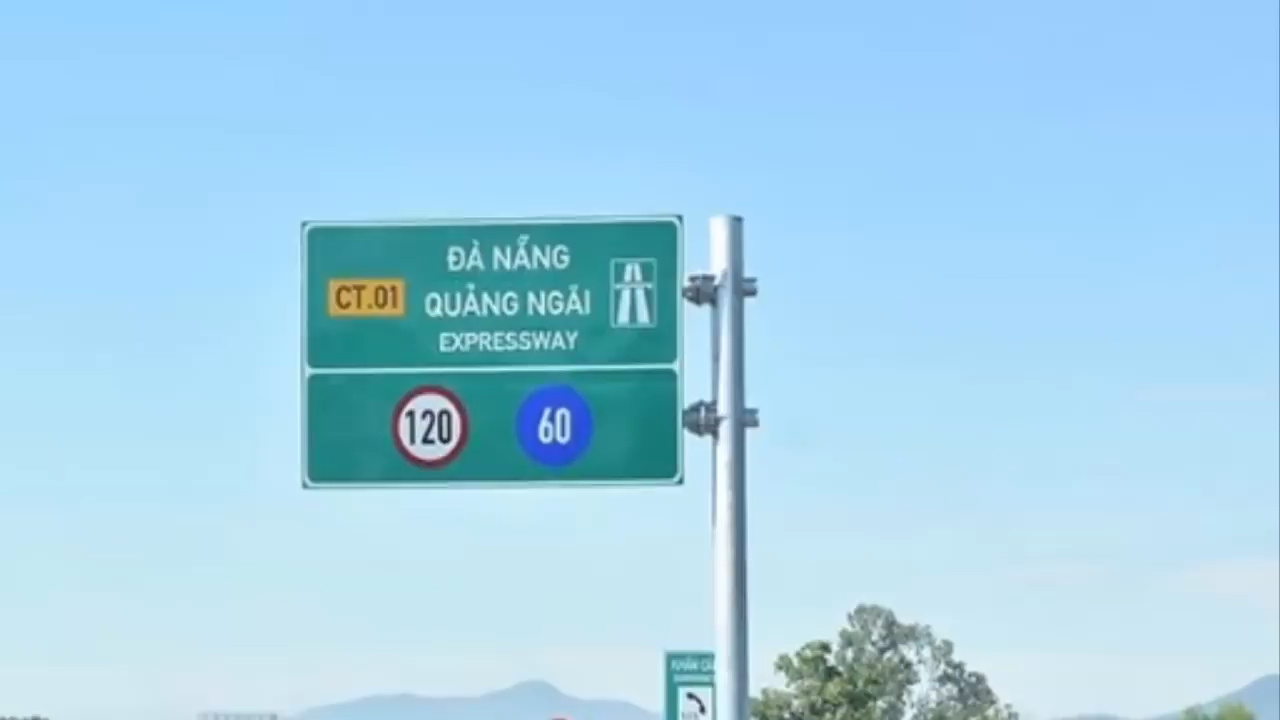 ĐÀ NẴNG
CT.01
QUẢNG NGÃI
EXPRESSWAY
120
60